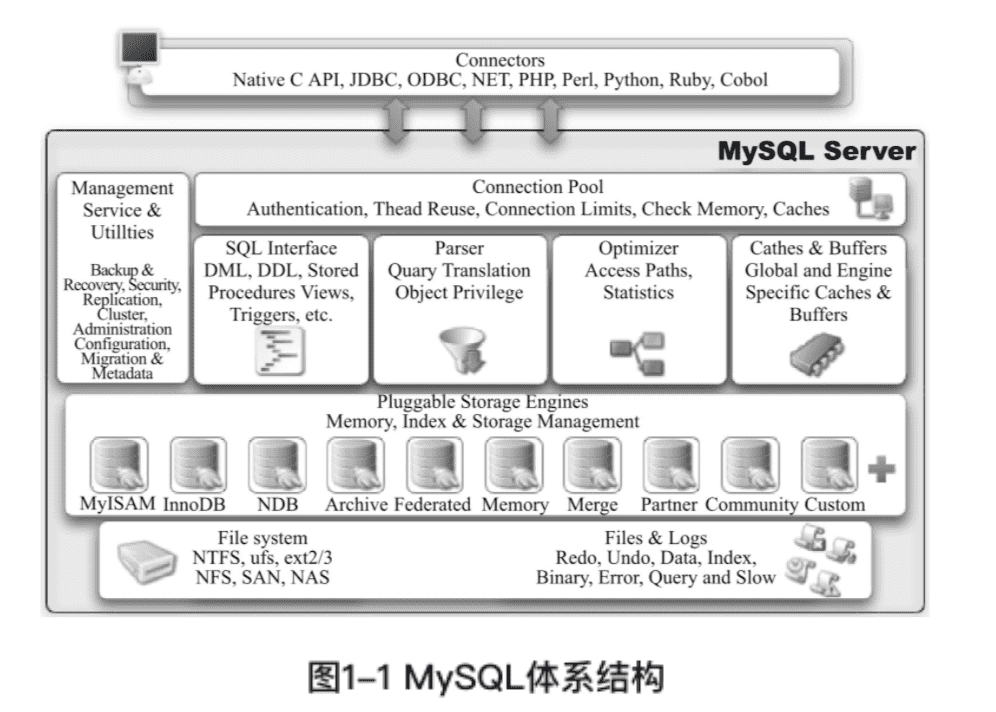 Connectors
Native C API, JDBC, ODBC, NET, PHP, Perl, Python, Ruby, Cobol
MySQL Server
Management
Service &
Utillties
Backup &
Recovery, Security,
Replication,
Cluster,
Administration
Configuration,
Migration &
Metadata
Connection Pool
Authentication, Thead Reuse, Connection Limits, Check Memory, Caches
SQL Interface
DML, DDL, Stored
Procedures Views,
Triggers, etc.
Parser
Quary Translation
Object Privilege
Optimizer
Access Paths,
Statistics
Cathes & Buffers
Global and Engine
Specific Caches &
Buffers
Pluggable Storage Engines
Memory, Index & Storage Management
MyISAM InnoDB NDB Archive Federated Memory Merge Partner Community Custom
File system
NTFS, ufs, ext2/3
NFS, SAN, NAS
Files & Logs
Redo, Undo, Data, Index,
Binary, Error, Query and Slow
图1-1 MySQL体系结构